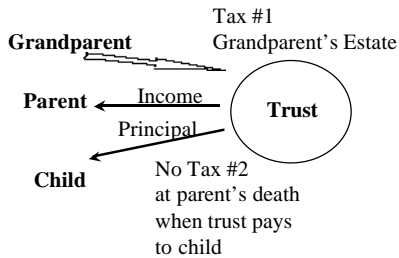 Tax #1
Grandparent
Grandparent's Estate
Parent
Income
Trust
Principal
Child
No Tax #2
at parent's death
when trust pays
to child